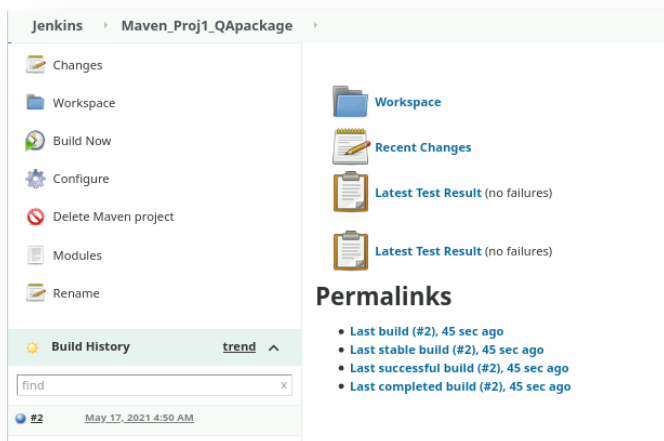 Jenkins Maven_Proj1_QApackage
Changes
Workspace
Build Now
Configure
Delete Maven project
Modules
Rename
Build History trend
find x
#2 May 17, 2021 4:50 AM
Workspace
Recent Changes
Latest Test Result (no failures)
Latest Test Result (no failures)
Permalinks
Last build (#2), 45 sec ago
Last stable build (#2), 45 sec ago
Last successful build (#2), 45 sec ago
Last completed build (#2), 45 sec ago